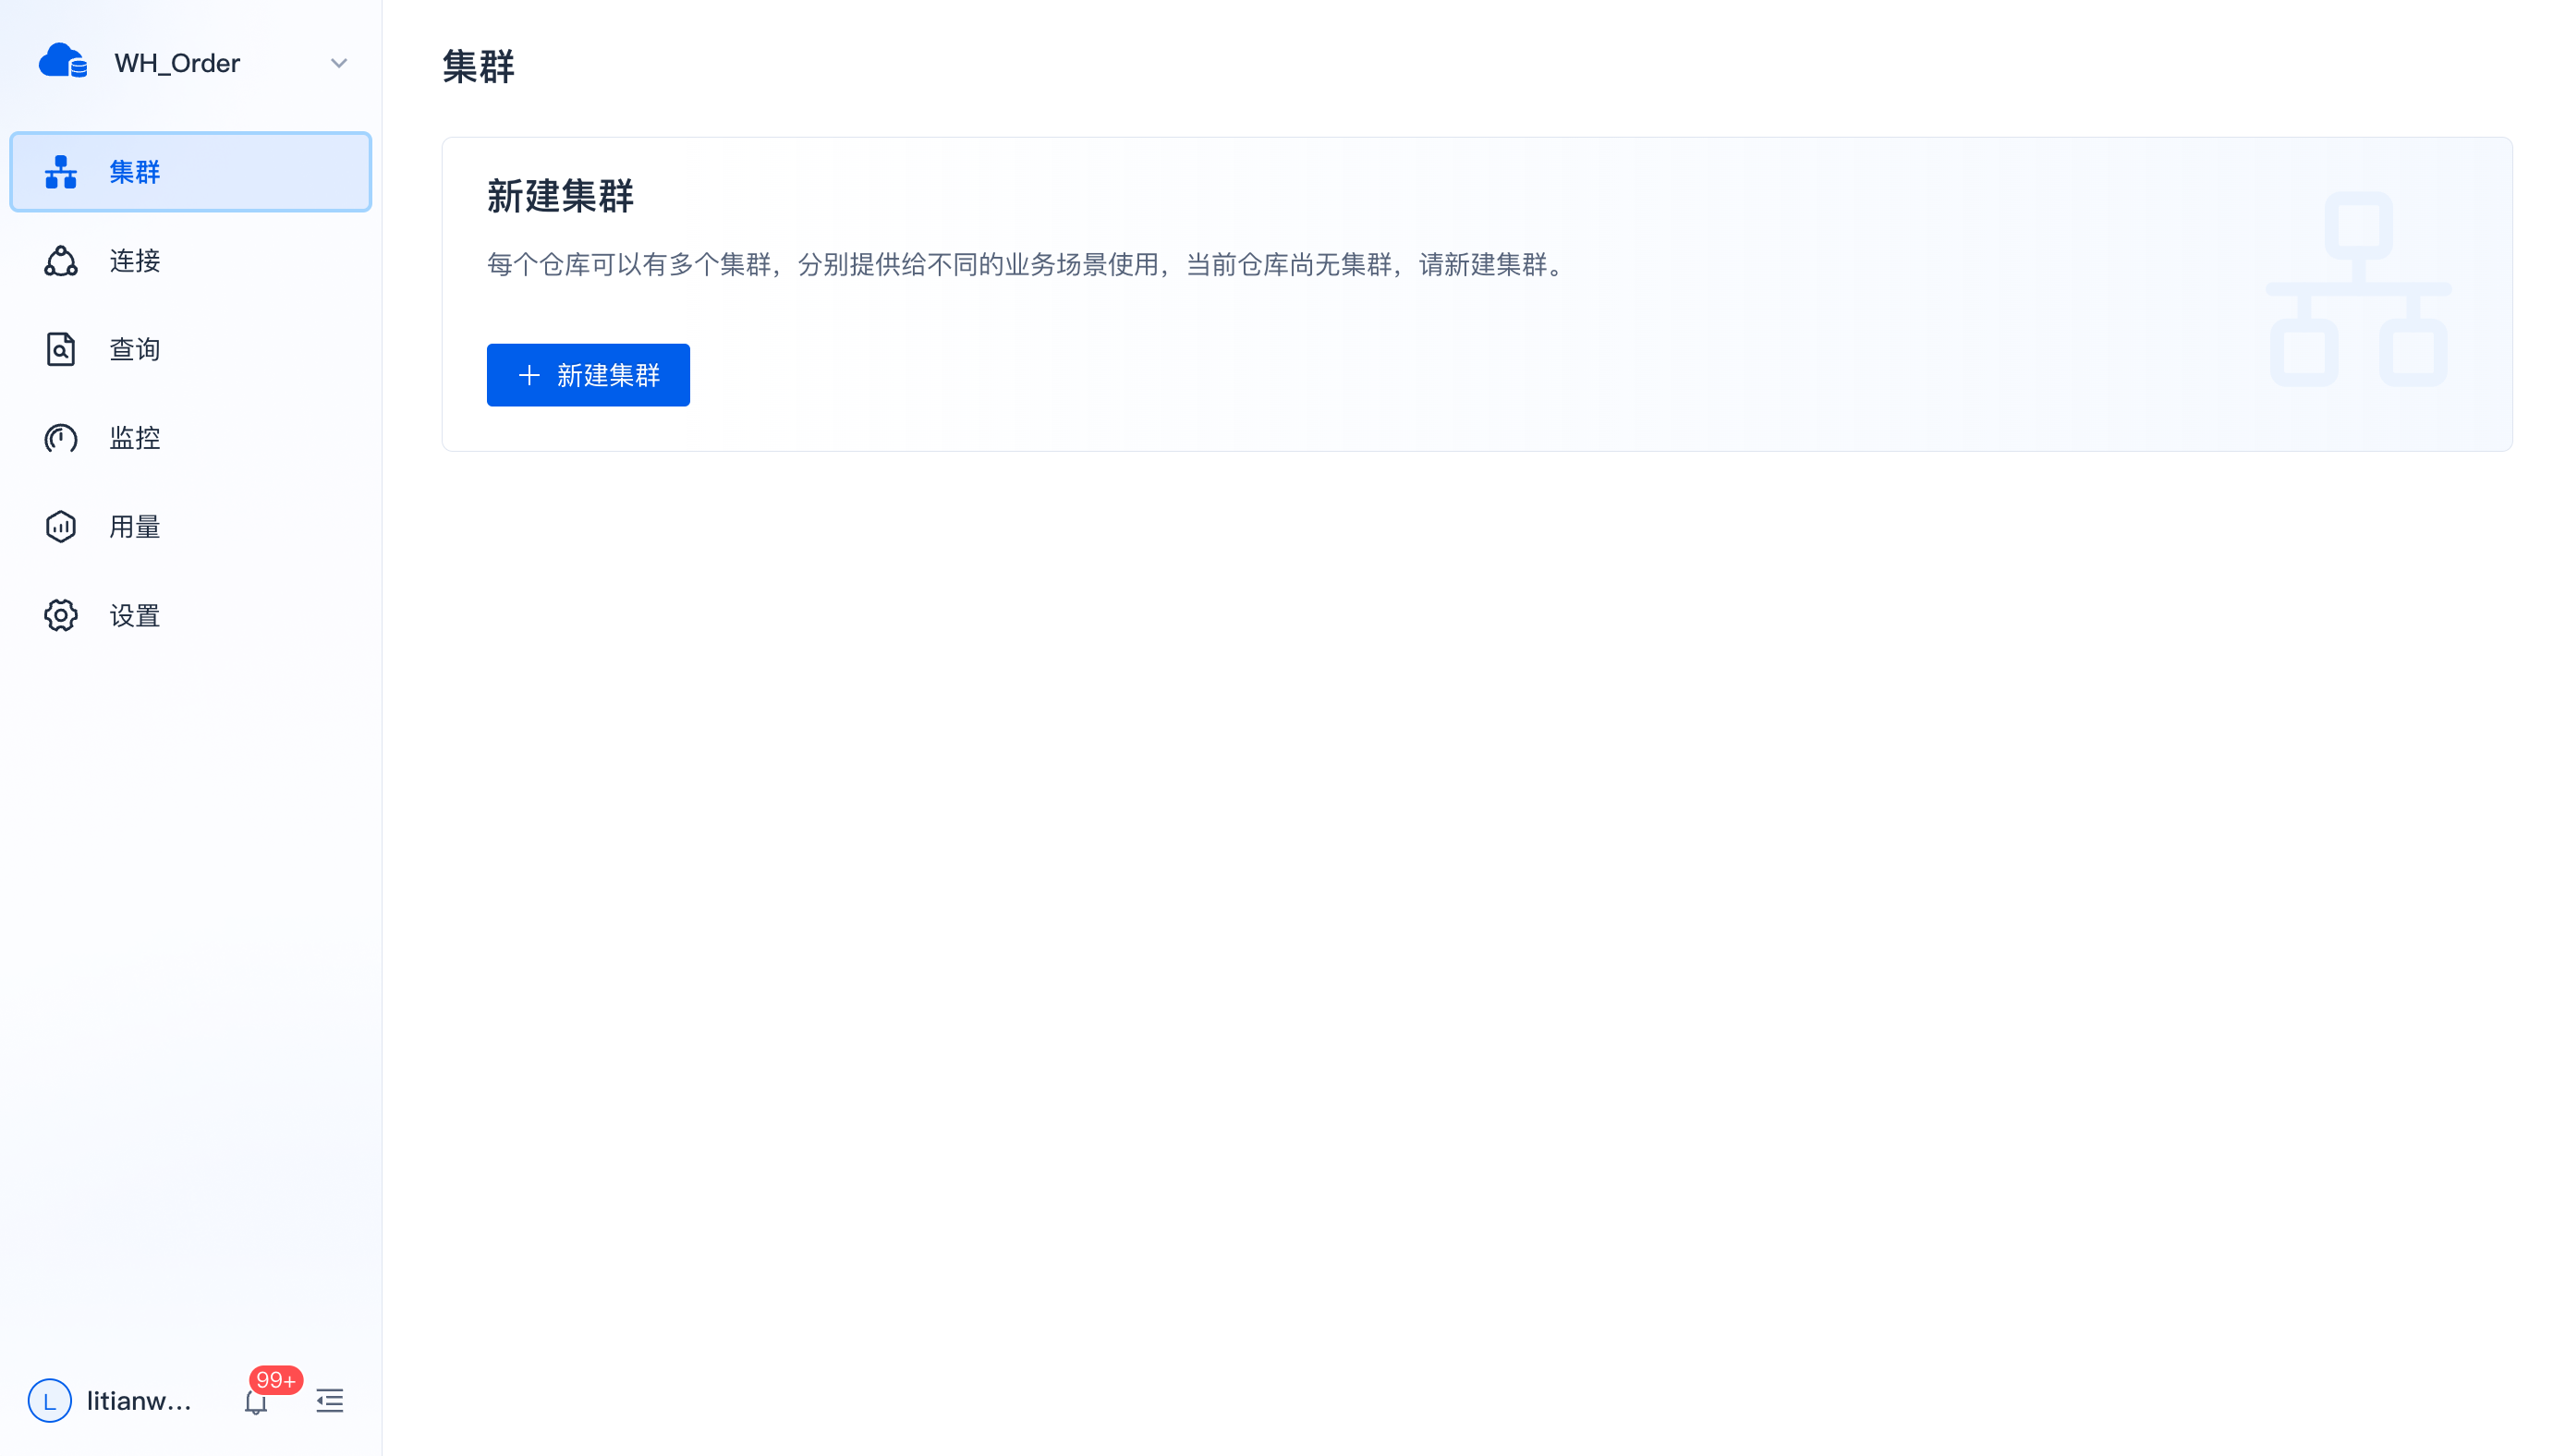 WH_Order
集群
连接
查询
监控
用量
设置
L
litianw...
99+
集群
新建集群
每个仓库可以有多个集群，分别提供给不同的业务场景使用，当前仓库尚无集群，请新建集群。
新建集群